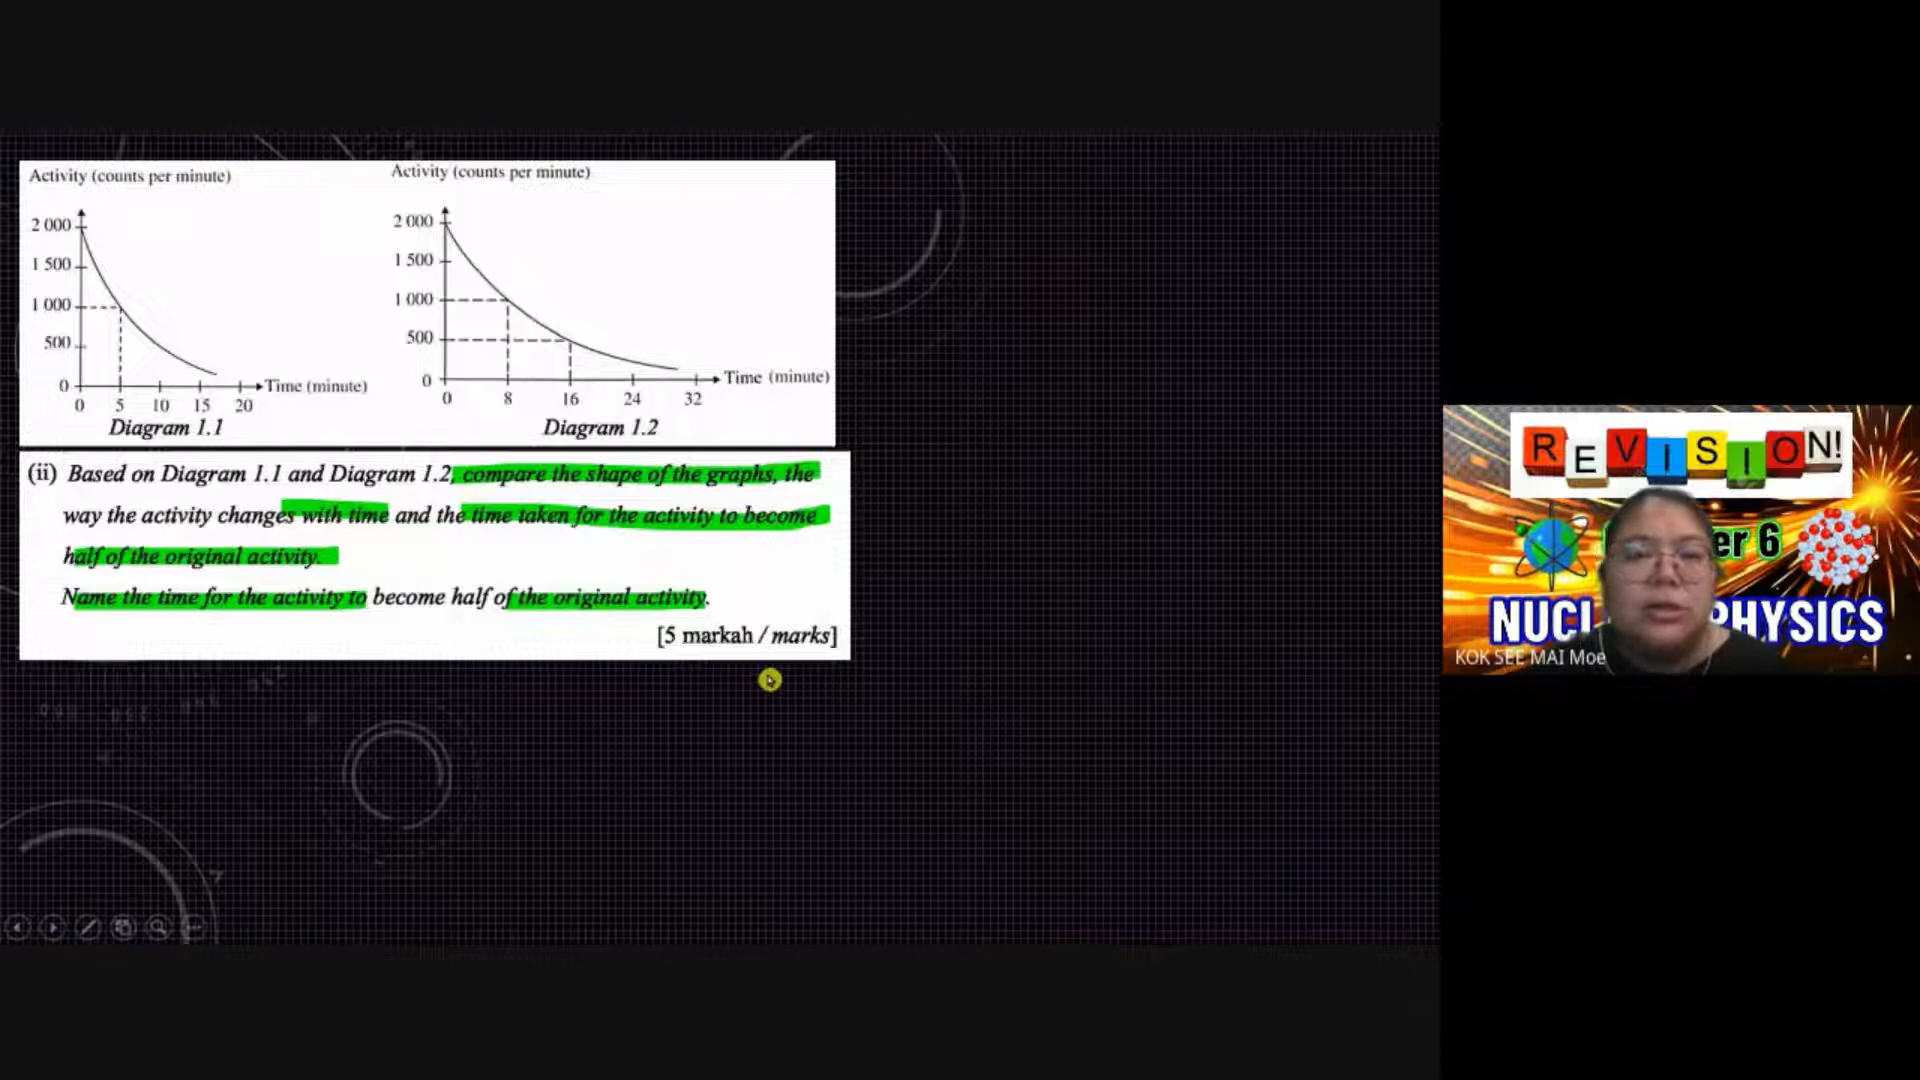 Activity (counts per minute)
2 000
1 500
1 000
500
0
0 5 10 15 20
Time (minute)
Diagram 1.1
Activity (counts per minute)
2 000
1 500
1 000
500
0
0 8 16 24 32
Time (minute)
Diagram 1.2
(ii) Based on Diagram 1.1 and Diagram 1.2, compare the shape of the graphs, the
way the activity changes with time and the time taken for the activity to become
half of the original activity.
Name the time for the activity to become half of the original activity.
[5 markah / marks]
REVISION!
er 6
NUCL PHYSICS
KOK SEE MAI Moe